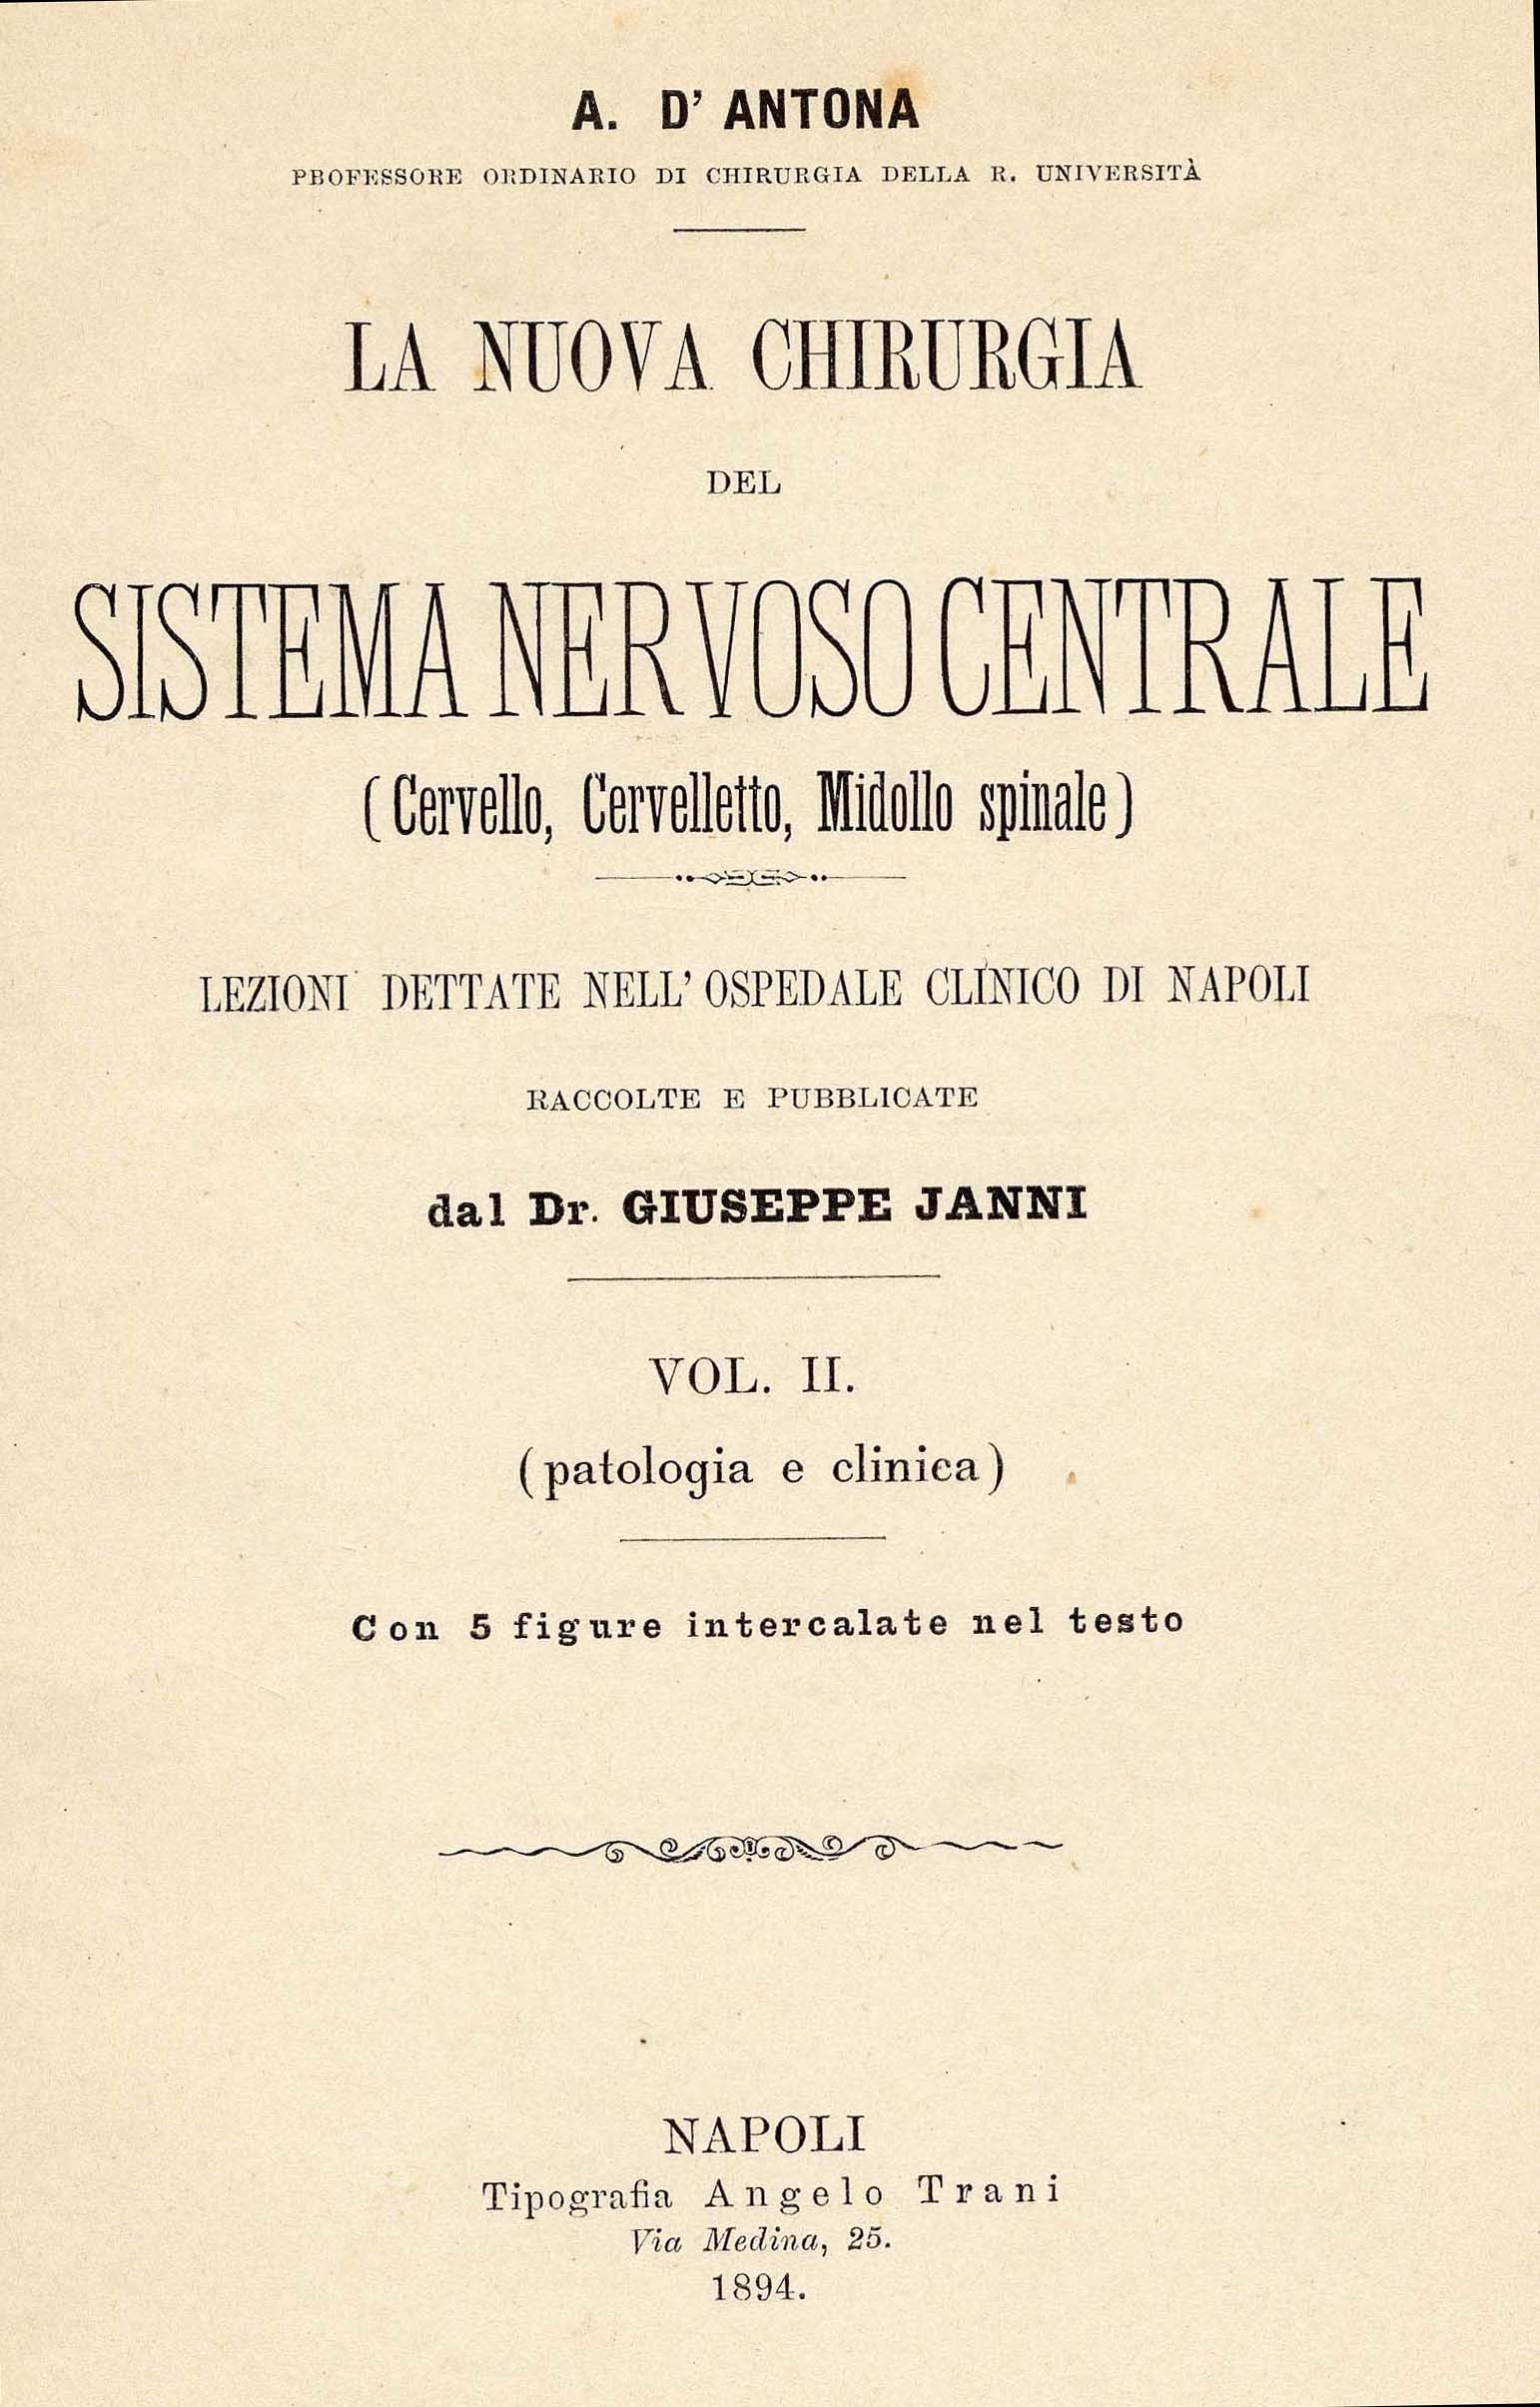 A. D' ANTONA
PROFESSORE ORDINARIO DI CHIRURGIA DELLA R. UNIVERSITÀ
LA NUOVA CHIRURGIA
DEL
SISTEMA NERVOSO CENTRALE
(Cervello, Cervelletto, Midollo spinale)
LEZIONI DETTATE NELL' OSPEDALE CLINICO DI NAPOLI
RACCOLTE E PUBBLICATE
dal Dr. GIUSEPPE JANNI
VOL. II.
(patologia e clinica)
Con 5 figure intercalate nel testo
NAPOLI
Tipografia Angelo Trani
Via Medina, 25.
1894.